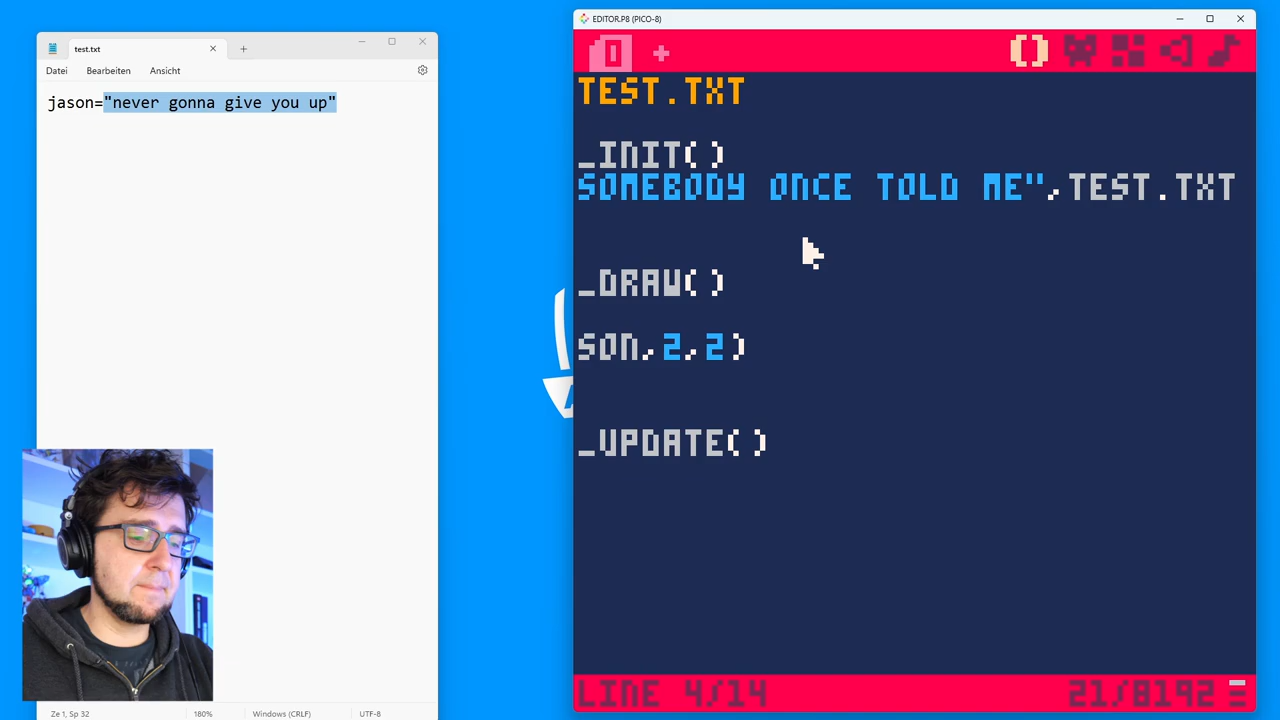 test.txt
Datei Bearbeiten Ansicht
jason="never gonna give you up"
Ze 1, Sp 32 180% Windows (CRLF) UTF-8
EDITOR.P8 (PICO-8)
0 +
TEST.TXT
_INIT()
SOMEBODY ONCE TOLD ME",TEST.TXT
_DRAW()
SON,2,2)
_UPDATE()
LINE 4/14 21/8192